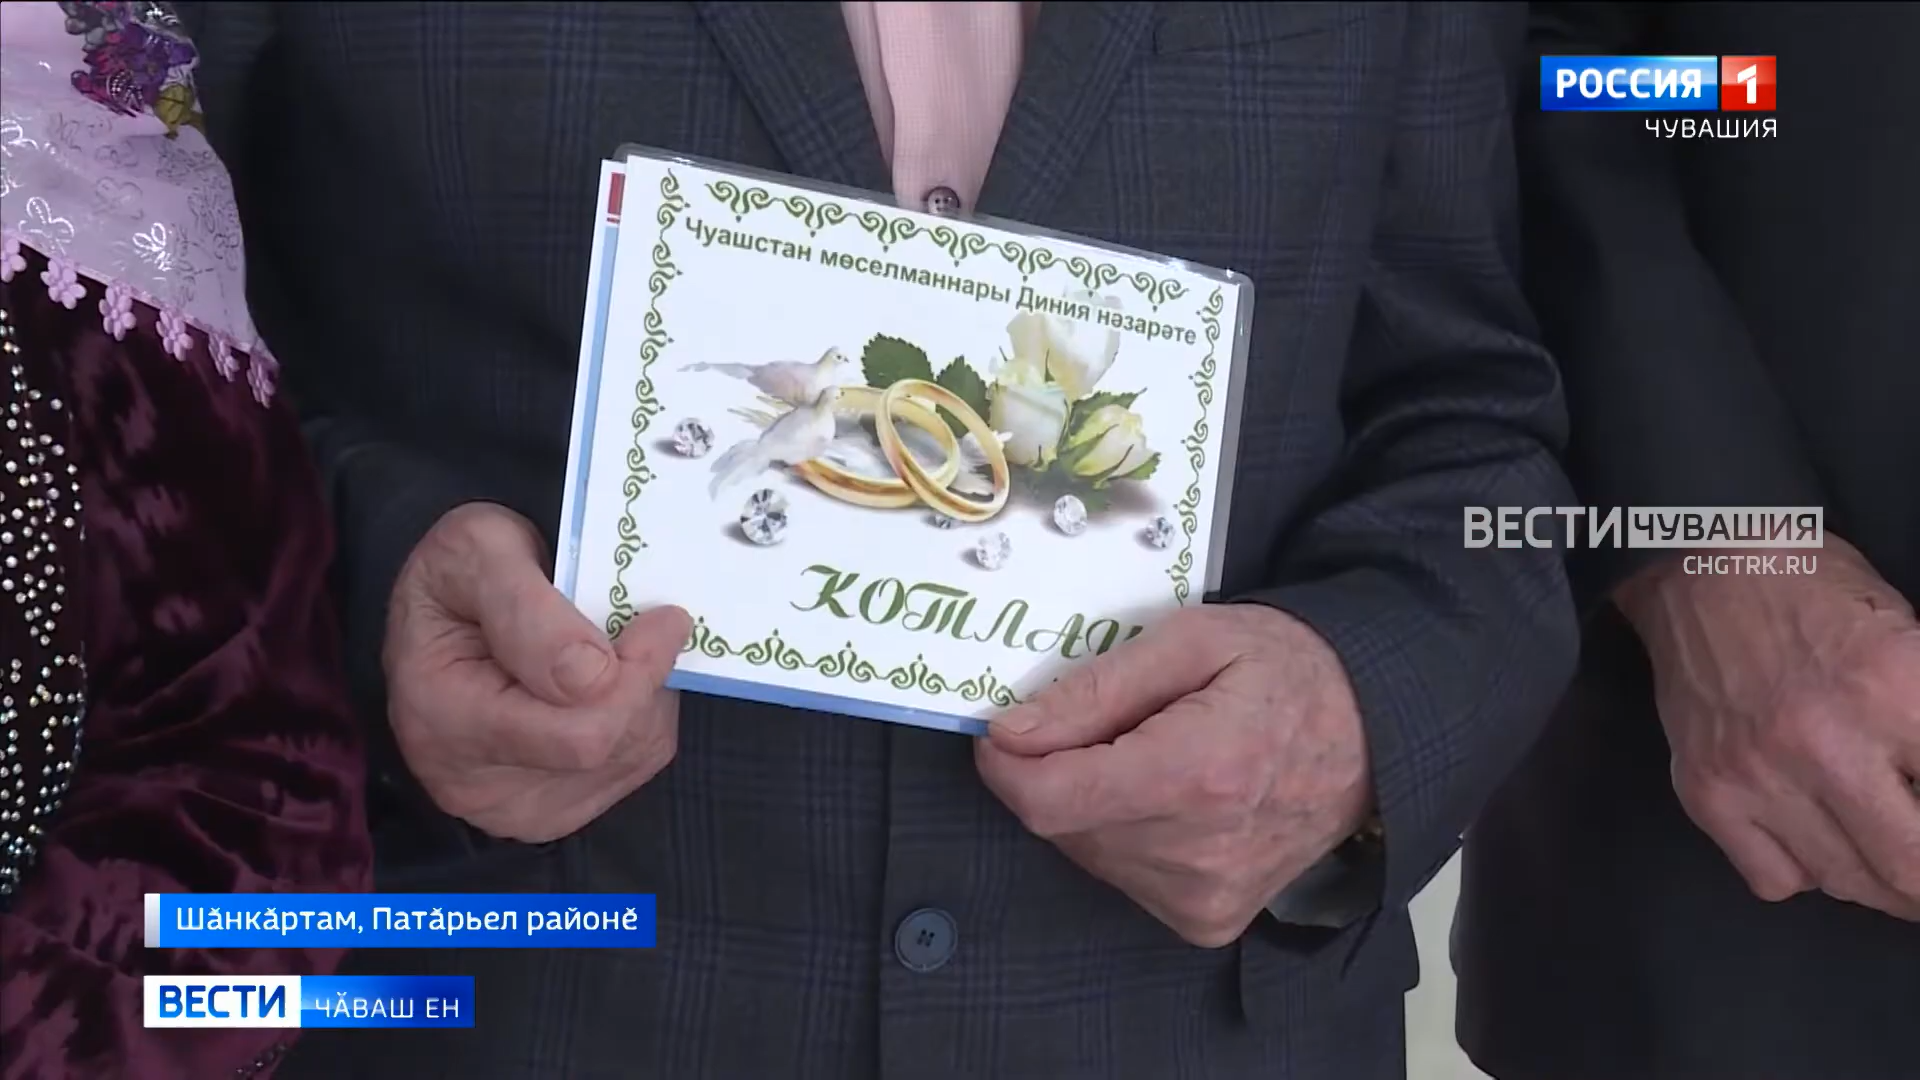 РОССИЯ 1
ЧУВАШИЯ
Чуашстан мөселманнары Диния нәзарәте
ВЕСТИ ЧУВАШИЯ
CHGTRK.RU
Шӑнкӑртам, Патӑрьел районӗ
ВЕСТИ ЧӐВАШ ЕН